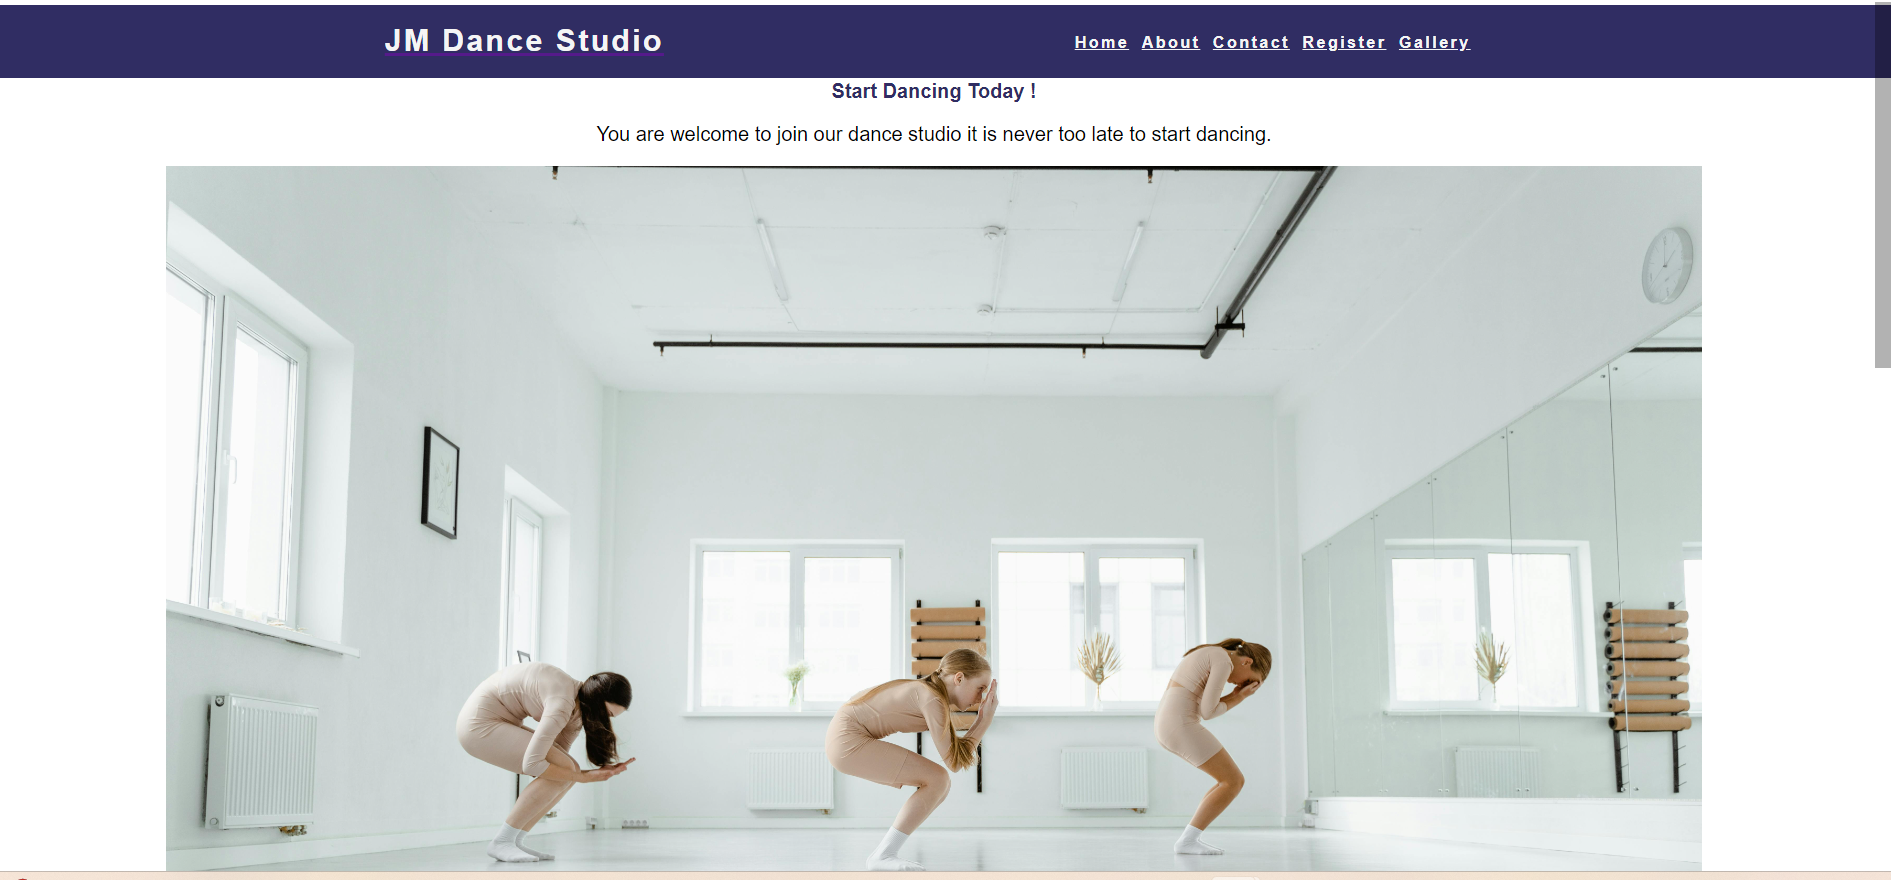 JM Dance Studio
Home About Contact Register Gallery
Start Dancing Today !
You are welcome to join our dance studio it is never too late to start dancing.